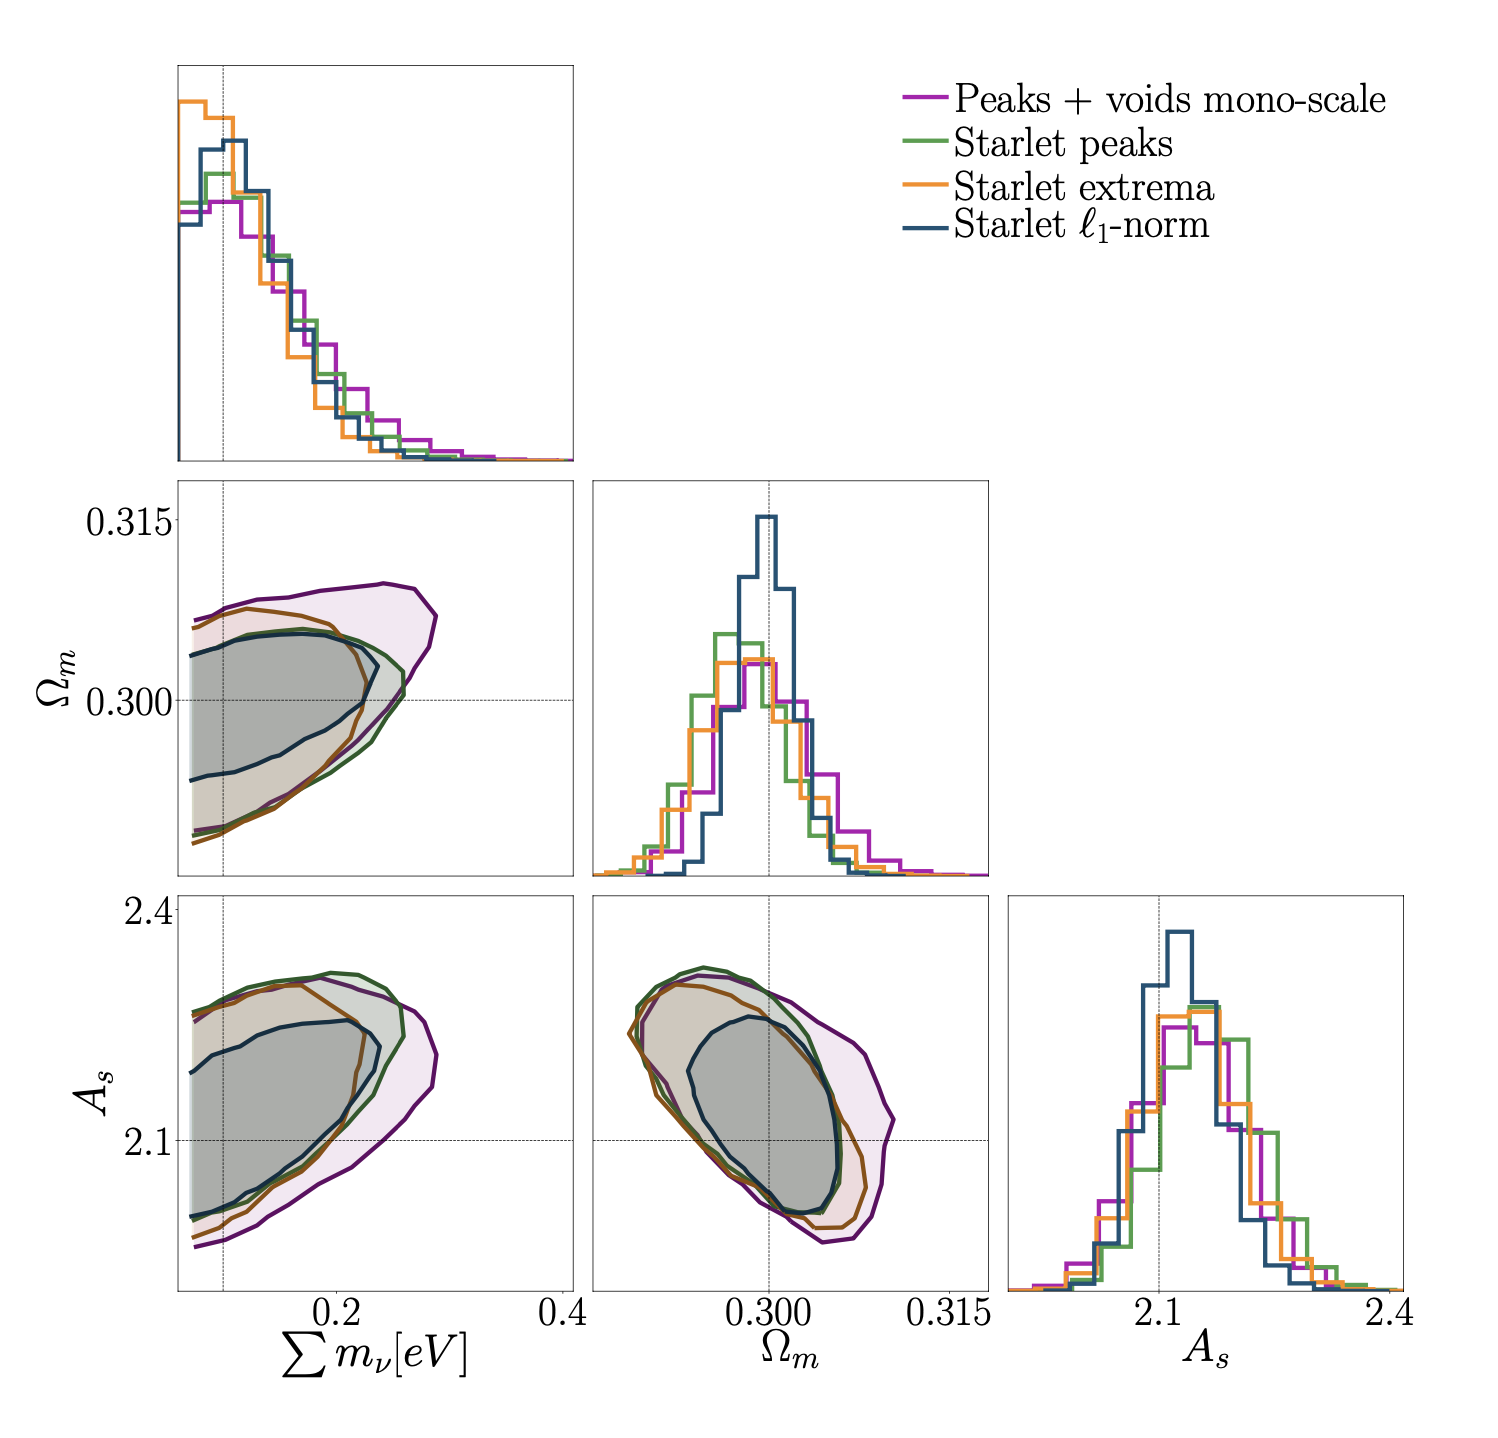 Peaks + voids mono-scale
Starlet peaks
Starlet extrema
Starlet ℓ₁-norm
0.315
Ωₘ
0.300
2.4
Aₛ
2.1
0.2 0.4 0.300 0.315 2.1 2.4
∑ mᵥ[eV] Ωₘ Aₛ